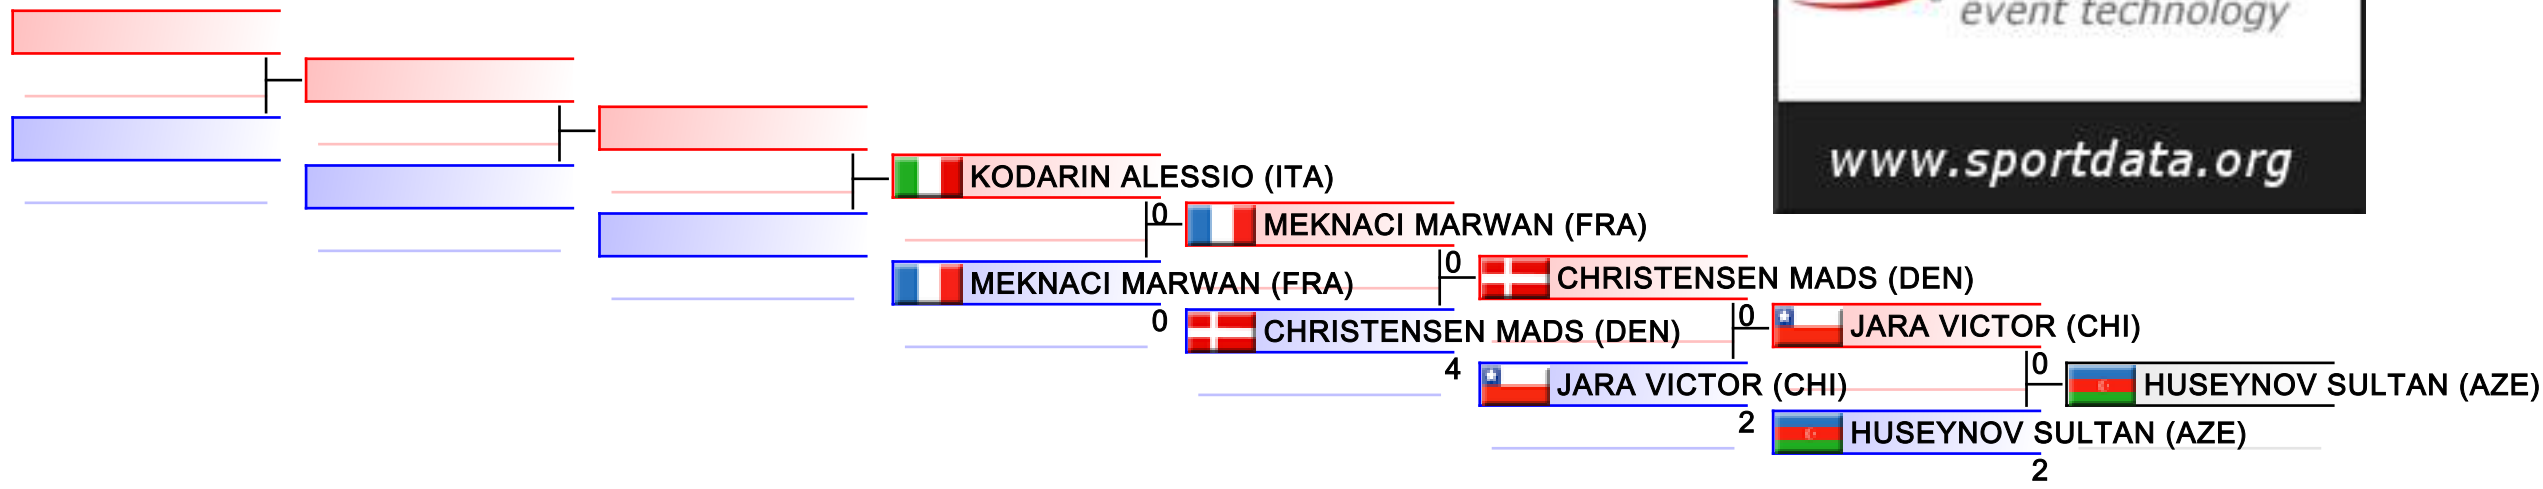 event technology
www.sportdata.org
KODARIN ALESSIO (ITA)
0
MEKNACI MARWAN (FRA)
0
MEKNACI MARWAN (FRA)
0
CHRISTENSEN MADS (DEN)
0
CHRISTENSEN MADS (DEN)
4
JARA VICTOR (CHI)
0
JARA VICTOR (CHI)
2
HUSEYNOV SULTAN (AZE)
HUSEYNOV SULTAN (AZE)
2